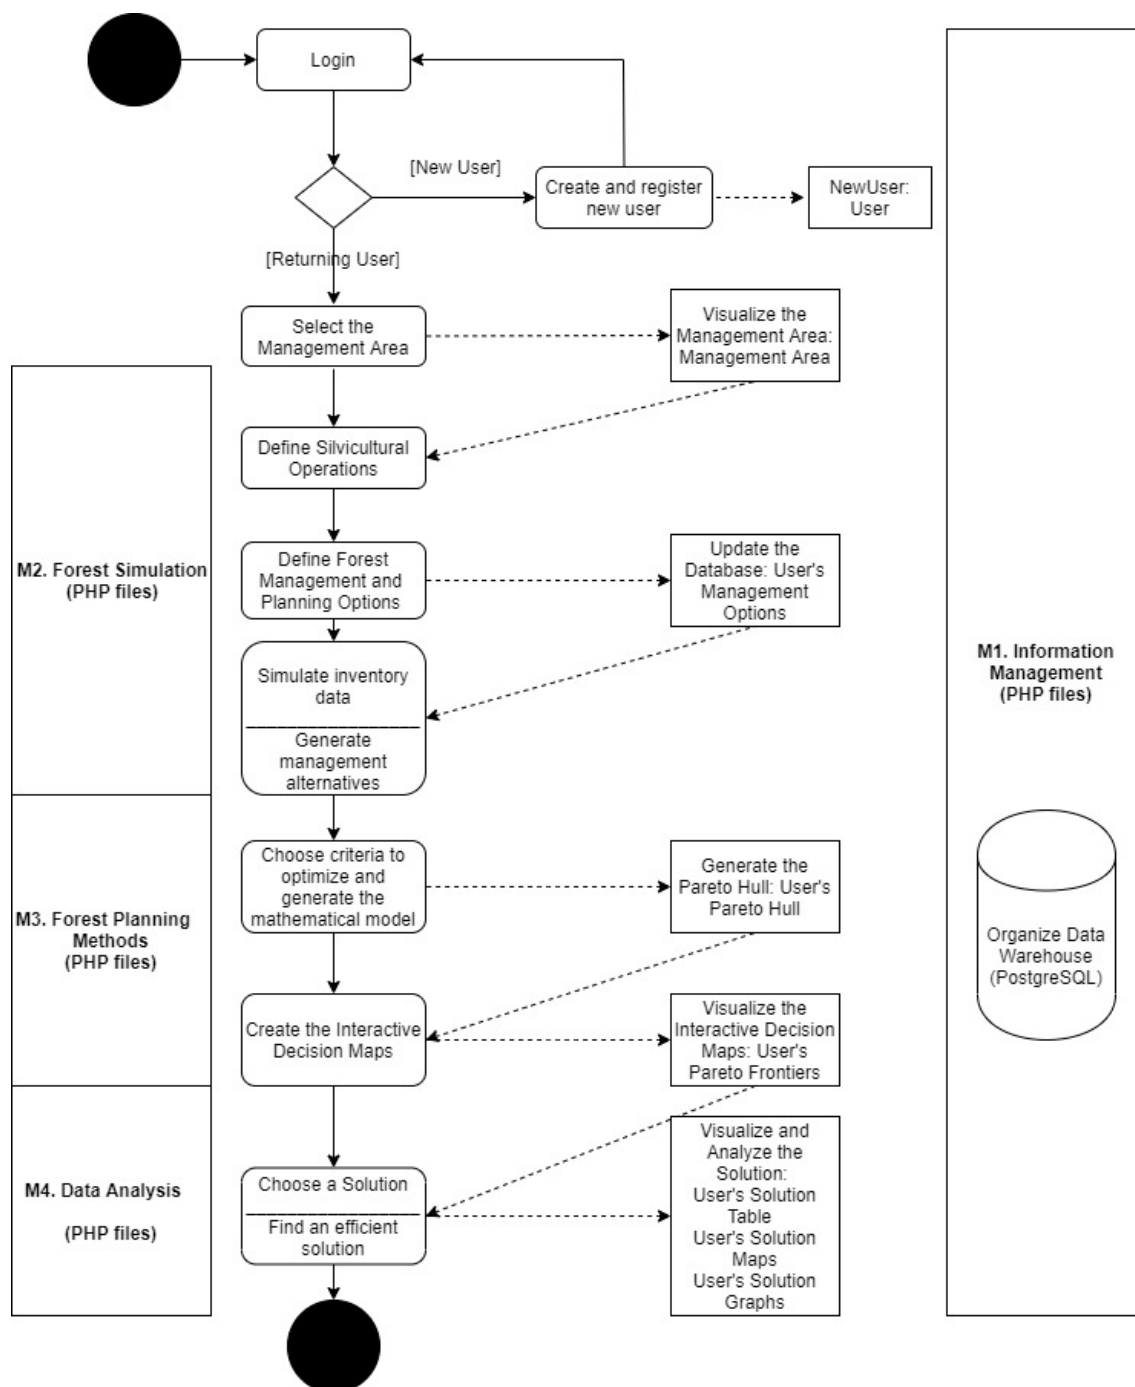 Login
[New User]
Create and register
new user
NewUser:
User
[Returning User]
Select the
Management Area
Visualize the
Management Area:
Management Area
Define Silvicultural
Operations
M2. Forest Simulation
(PHP files)
Define Forest
Management and
Planning Options
Update the
Database: User's
Management
Options
Simulate inventory
data
Generate
management
alternatives
M1. Information
Management
(PHP files)
M3. Forest Planning
Methods
(PHP files)
Choose criteria to
optimize and
generate the
mathematical model
Generate the
Pareto Hull: User's
Pareto Hull
Organize Data
Warehouse
(PostgreSQL)
Create the Interactive
Decision Maps
Visualize the
Interactive Decision
Maps: User's
Pareto Frontiers
M4. Data Analysis
(PHP files)
Choose a Solution
Find an efficient
solution
Visualize and
Analyze the
Solution:
User's Solution
Table
User's Solution
Maps
User's Solution
Graphs